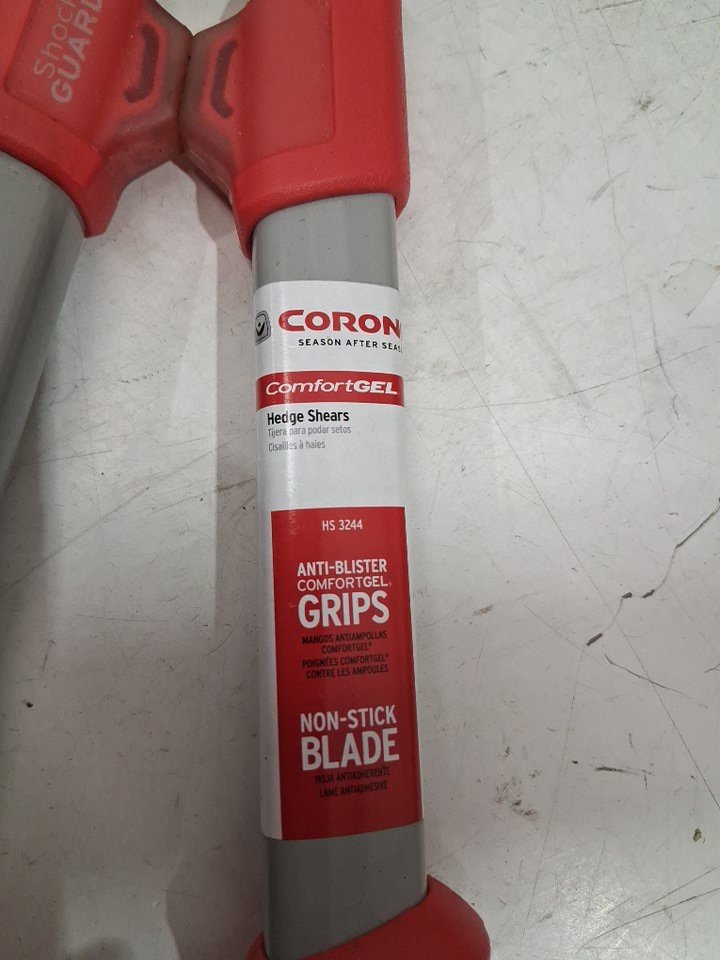 Shock
GUARD
CORON
SEASON AFTER SEAS
ComfortGEL
Hedge Shears
Tijera para podar setos
Cisailles à haies
HS 3244
ANTI-BLISTER
COMFORTGEL®
GRIPS
MANGOS ANTIAMPOLLAS
COMFORTGEL®
POIGNÉES COMFORTGEL®
CONTRE LES AMPOULES
NON-STICK
BLADE
HOJA ANTIADHERENTE
LAME ANTIADHÉSIVE